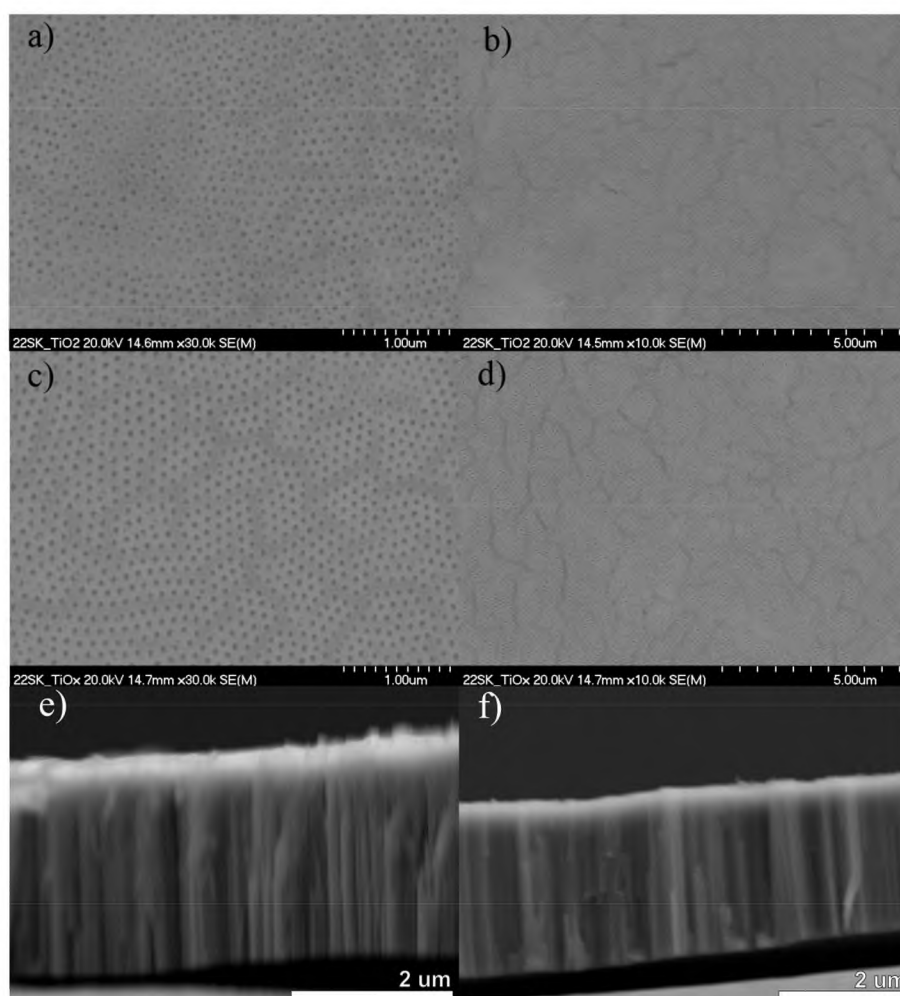 a)
b)
22SK_TiO2 20.0kV 14.6mm x30.0k SE(M) 1.00um
22SK_TiO2 20.0kV 14.5mm x10.0k SE(M) 5.00um
c)
d)
22SK_TiOx 20.0kV 14.7mm x30.0k SE(M) 1.00um
22SK_TiOx 20.0kV 14.7mm x10.0k SE(M) 5.00um
e)
f)
2 um
2 um